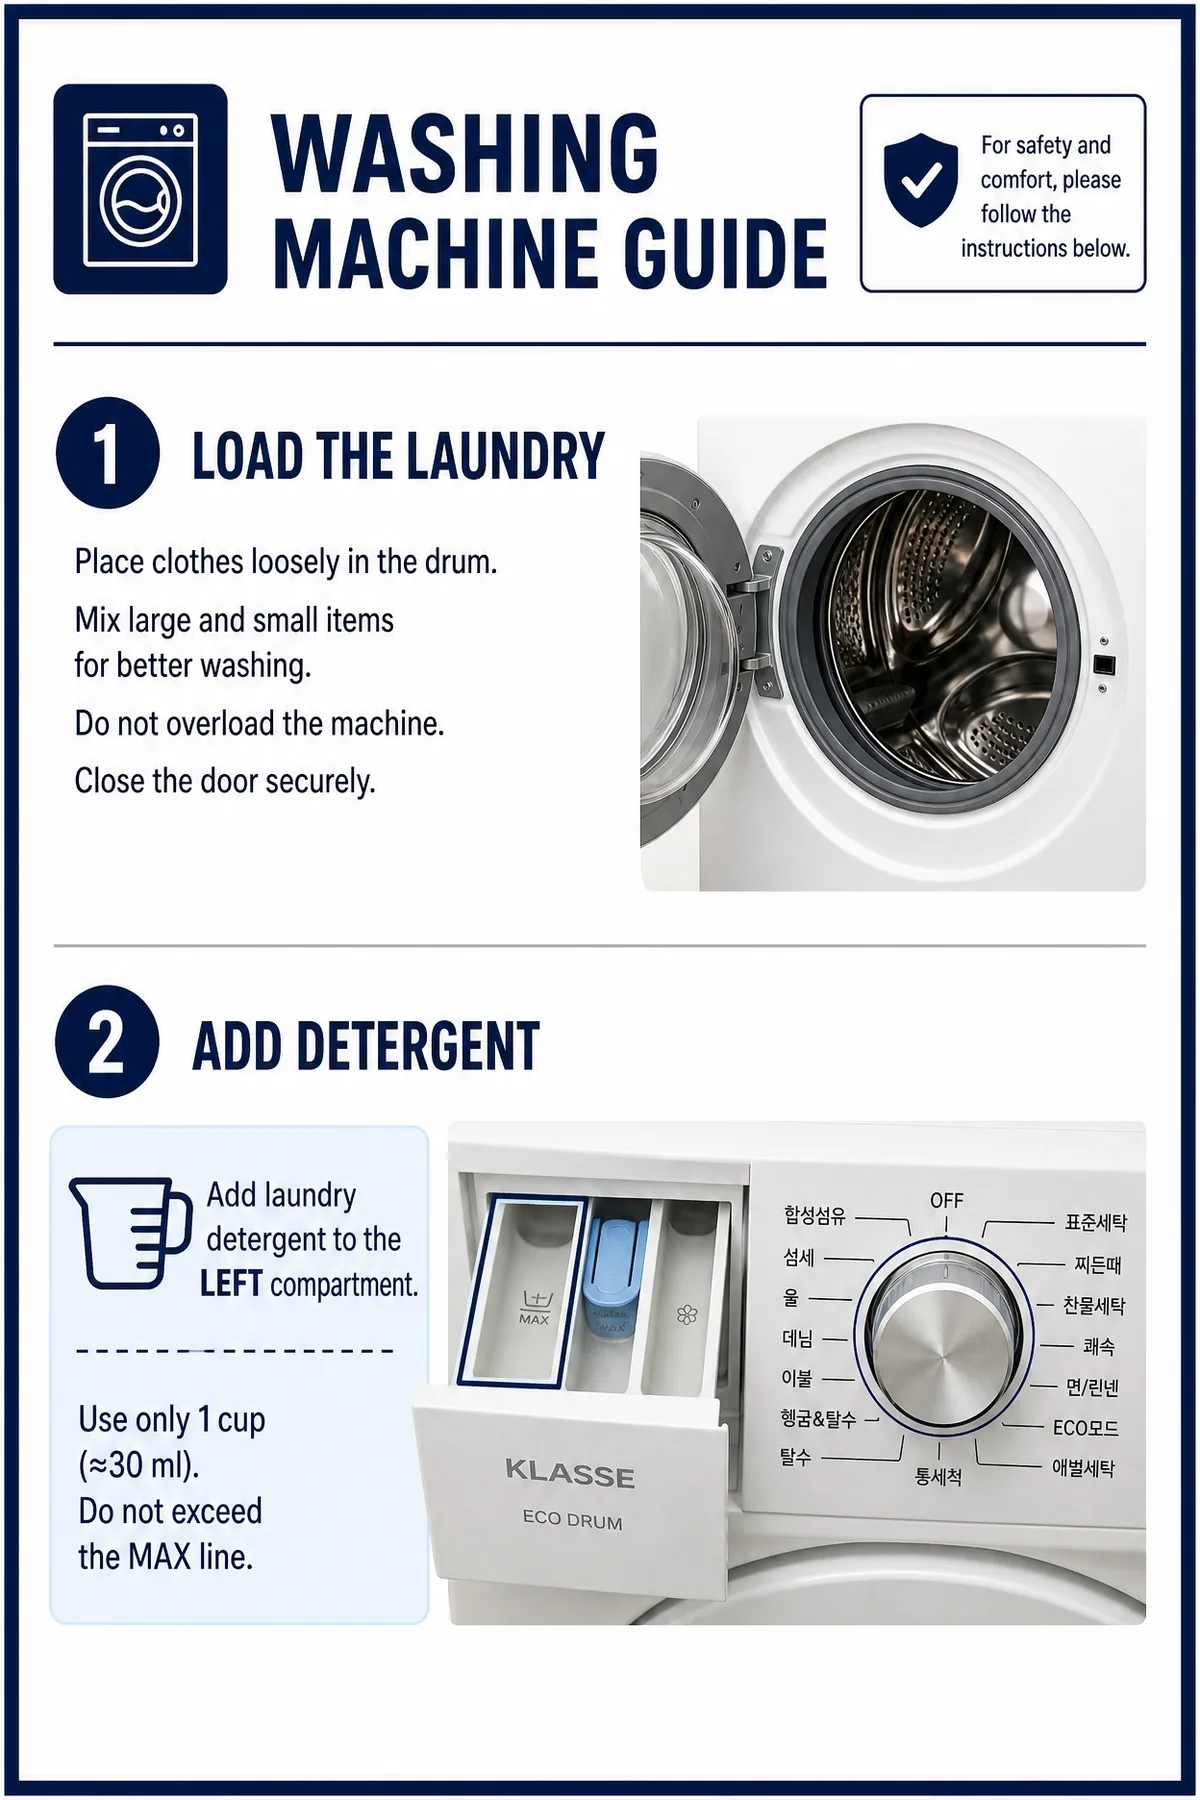 WASHING
MACHINE GUIDE
For safety and
comfort, please
follow the
instructions below.
1
LOAD THE LAUNDRY
Place clothes loosely in the drum.
Mix large and small items
for better washing.
Do not overload the machine.
Close the door securely.
2
ADD DETERGENT
Add laundry
detergent to the
LEFT compartment.
Use only 1 cup
(≈30 ml).
Do not exceed
the MAX line.
MAX
KLASSE
ECO DRUM
OFF
합성섬유
섬세
울
데님
이불
헹굼&탈수
탈수
통세척
표준세탁
찌든때
찬물세탁
쾌속
면/린넨
ECO모드
애벌세탁